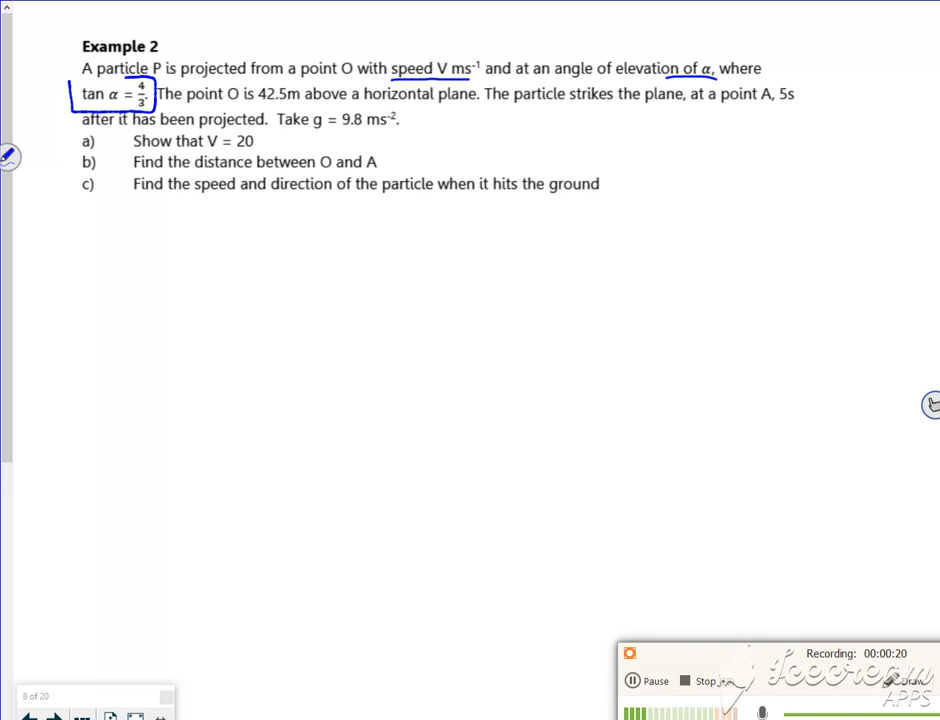 Example 2
A particle P is projected from a point O with speed V ms⁻¹ and at an angle of elevation of α, where
tan α = 4/3. The point O is 42.5m above a horizontal plane. The particle strikes the plane, at a point A, 5s
after it has been projected. Take g = 9.8 ms⁻².
a) Show that V = 20
b) Find the distance between O and A
c) Find the speed and direction of the particle when it hits the ground
Recording: 00:00:20
Pause Stop Draw
Icecream
APPS
8 of 20